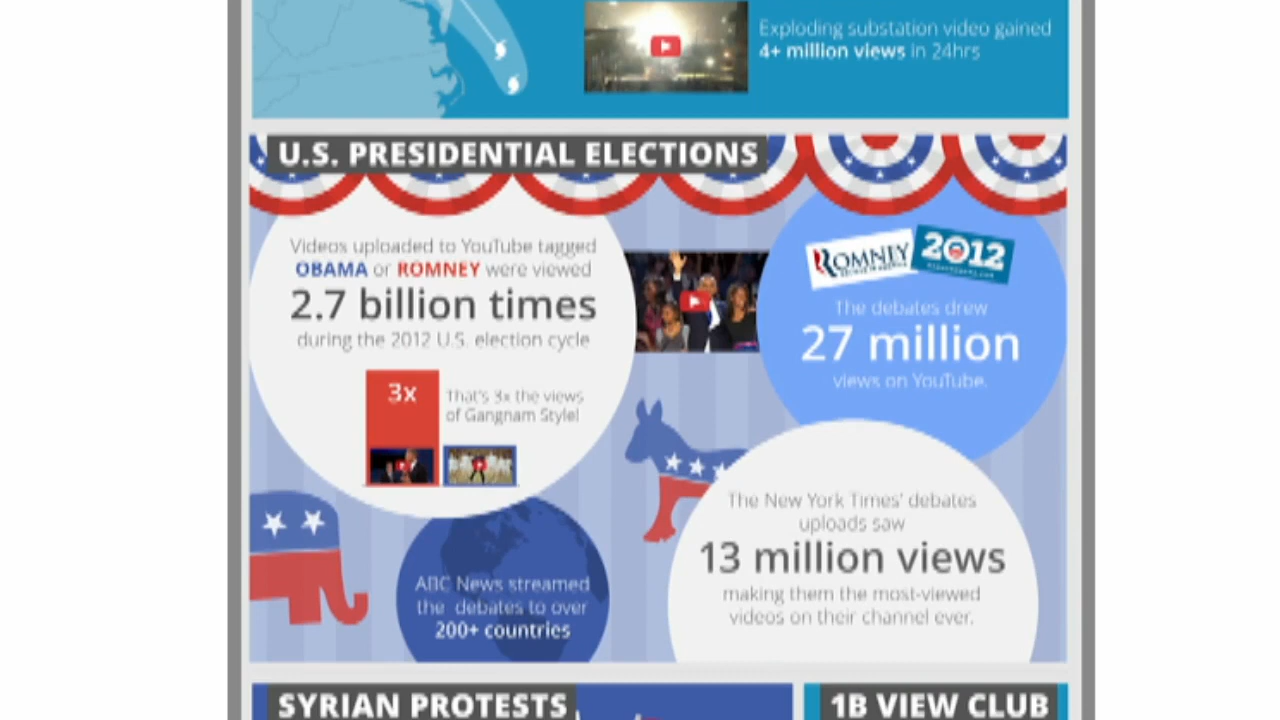 Exploding substation video gained
4+ million views in 24hrs
U.S. PRESIDENTIAL ELECTIONS
Videos uploaded to YouTube tagged
OBAMA or ROMNEY were viewed
2.7 billion times
during the 2012 U.S. election cycle
3x
That's 3x the views
of Gangnam Style!
ROMNEY
2012
The debates drew
27 million
views on YouTube.
The New York Times' debates
uploads saw
13 million views
making them the most-viewed
videos on their channel ever.
ABC News streamed
the debates to over
200+ countries
SYRIAN PROTESTS
1B VIEW CLUB